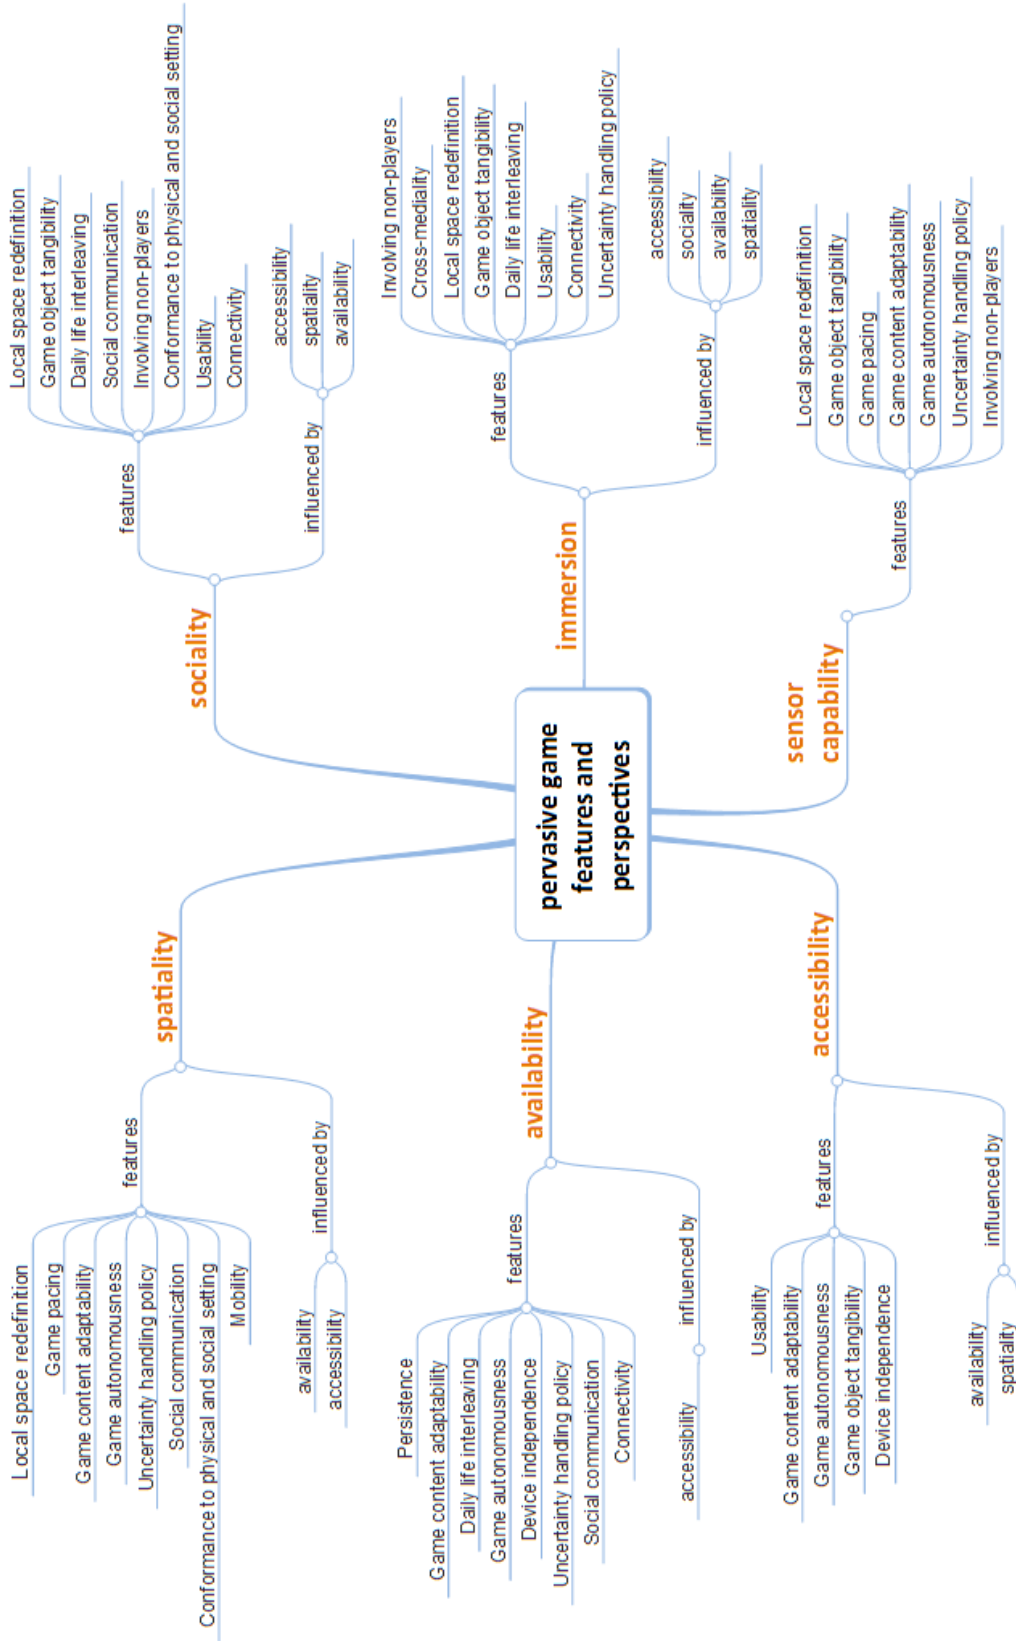 pervasive game
features and
perspectives
spatiality
features
Local space redefinition
Game pacing
Game content adaptability
Game autonomousness
Uncertainty handling policy
Social communication
Conformance to physical and social setting
Mobility
influenced by
availability
accessibility
availability
features
Persistence
Game content adaptability
Daily life interleaving
Game autonomousness
Device independence
Uncertainty handling policy
Social communication
Connectivity
influenced by
accessibility
accessibility
features
Usability
Game content adaptability
Game autonomousness
Game object tangibility
Device independence
influenced by
availability
spatiality
sociality
features
Local space redefinition
Game object tangibility
Daily life interleaving
Social communication
Involving non-players
Conformance to physical and social setting
Usability
Connectivity
influenced by
accessibility
spatiality
availability
immersion
features
Involving non-players
Cross-mediality
Local space redefinition
Game object tangibility
Daily life interleaving
Usability
Connectivity
Uncertainty handling policy
influenced by
accessibility
sociality
availability
spatiality
sensor
capability
features
Local space redefinition
Game object tangibility
Game pacing
Game content adaptability
Game autonomousness
Uncertainty handling policy
Involving non-players